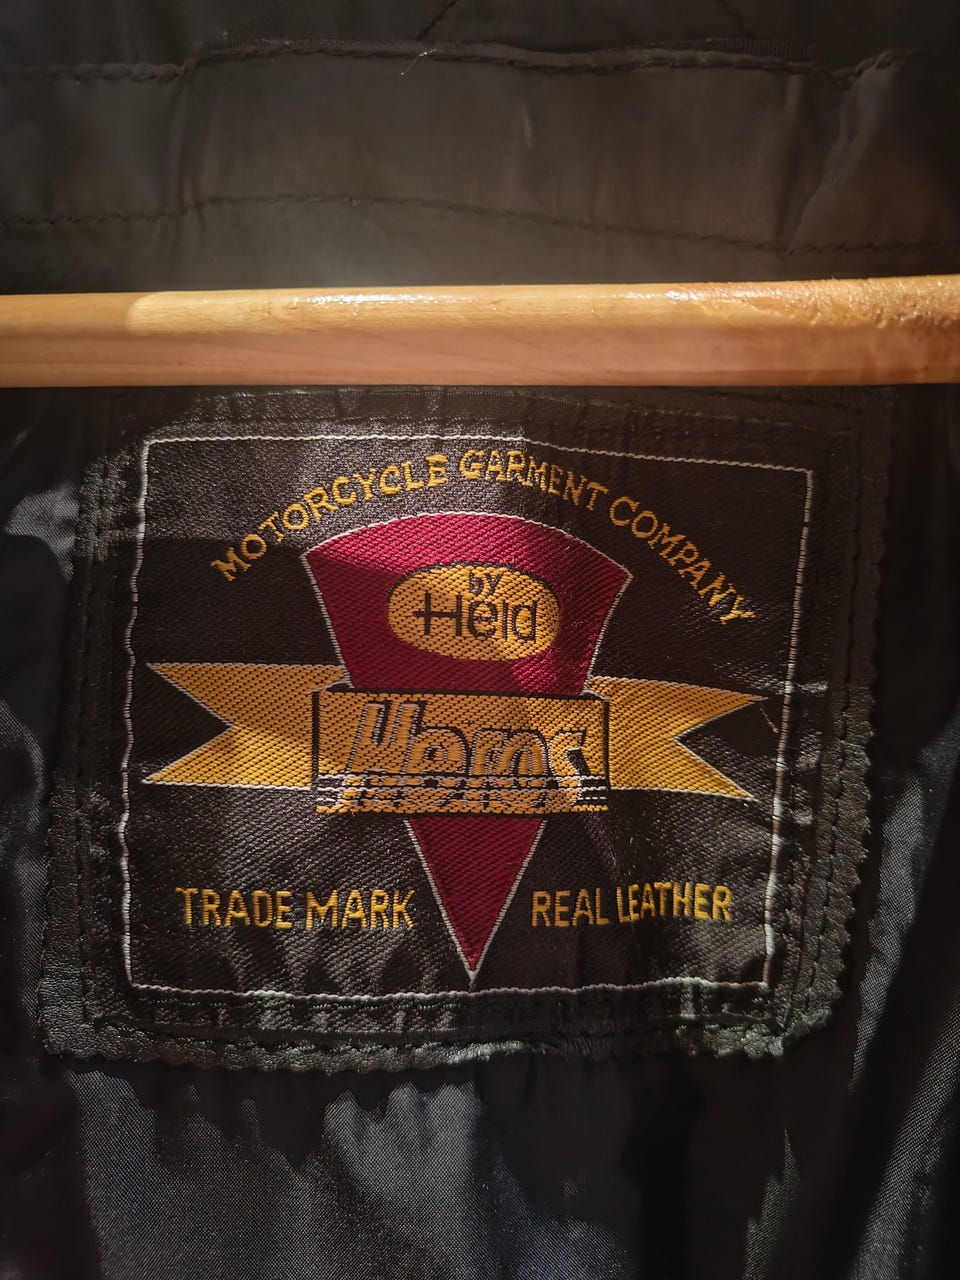 MOTORCYCLE GARMENT COMPANY
by
Held
TRADE MARK
REAL LEATHER